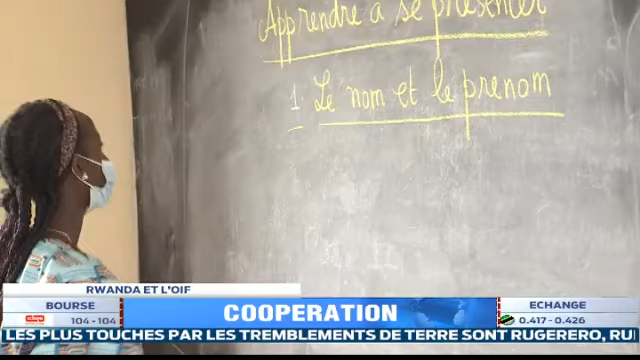 Apprendre a se présenter
1 Le nom et le prenom
RWANDA ET L'OIF
BOURSE
104 - 104
COOPERATION
ECHANGE
0.417 - 0.426
LES PLUS TOUCHES PAR LES TREMBLEMENTS DE TERRE SONT RUGERERO, RU